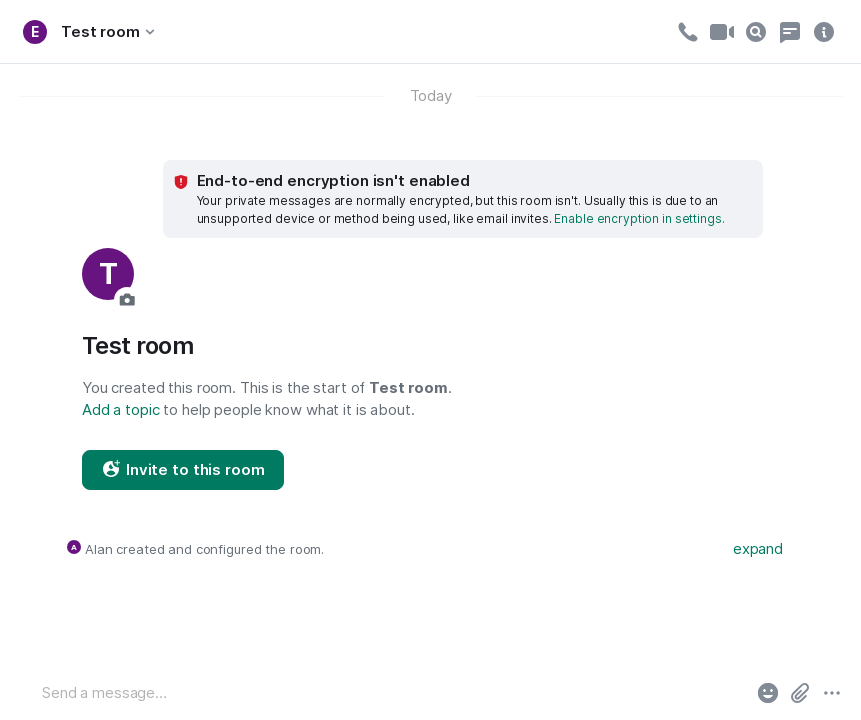 E Test room
Today
End-to-end encryption isn't enabled
Your private messages are normally encrypted, but this room isn't. Usually this is due to an
unsupported device or method being used, like email invites. Enable encryption in settings.
T
Test room
You created this room. This is the start of Test room.
Add a topic to help people know what it is about.
Invite to this room
A Alan created and configured the room. expand
Send a message...